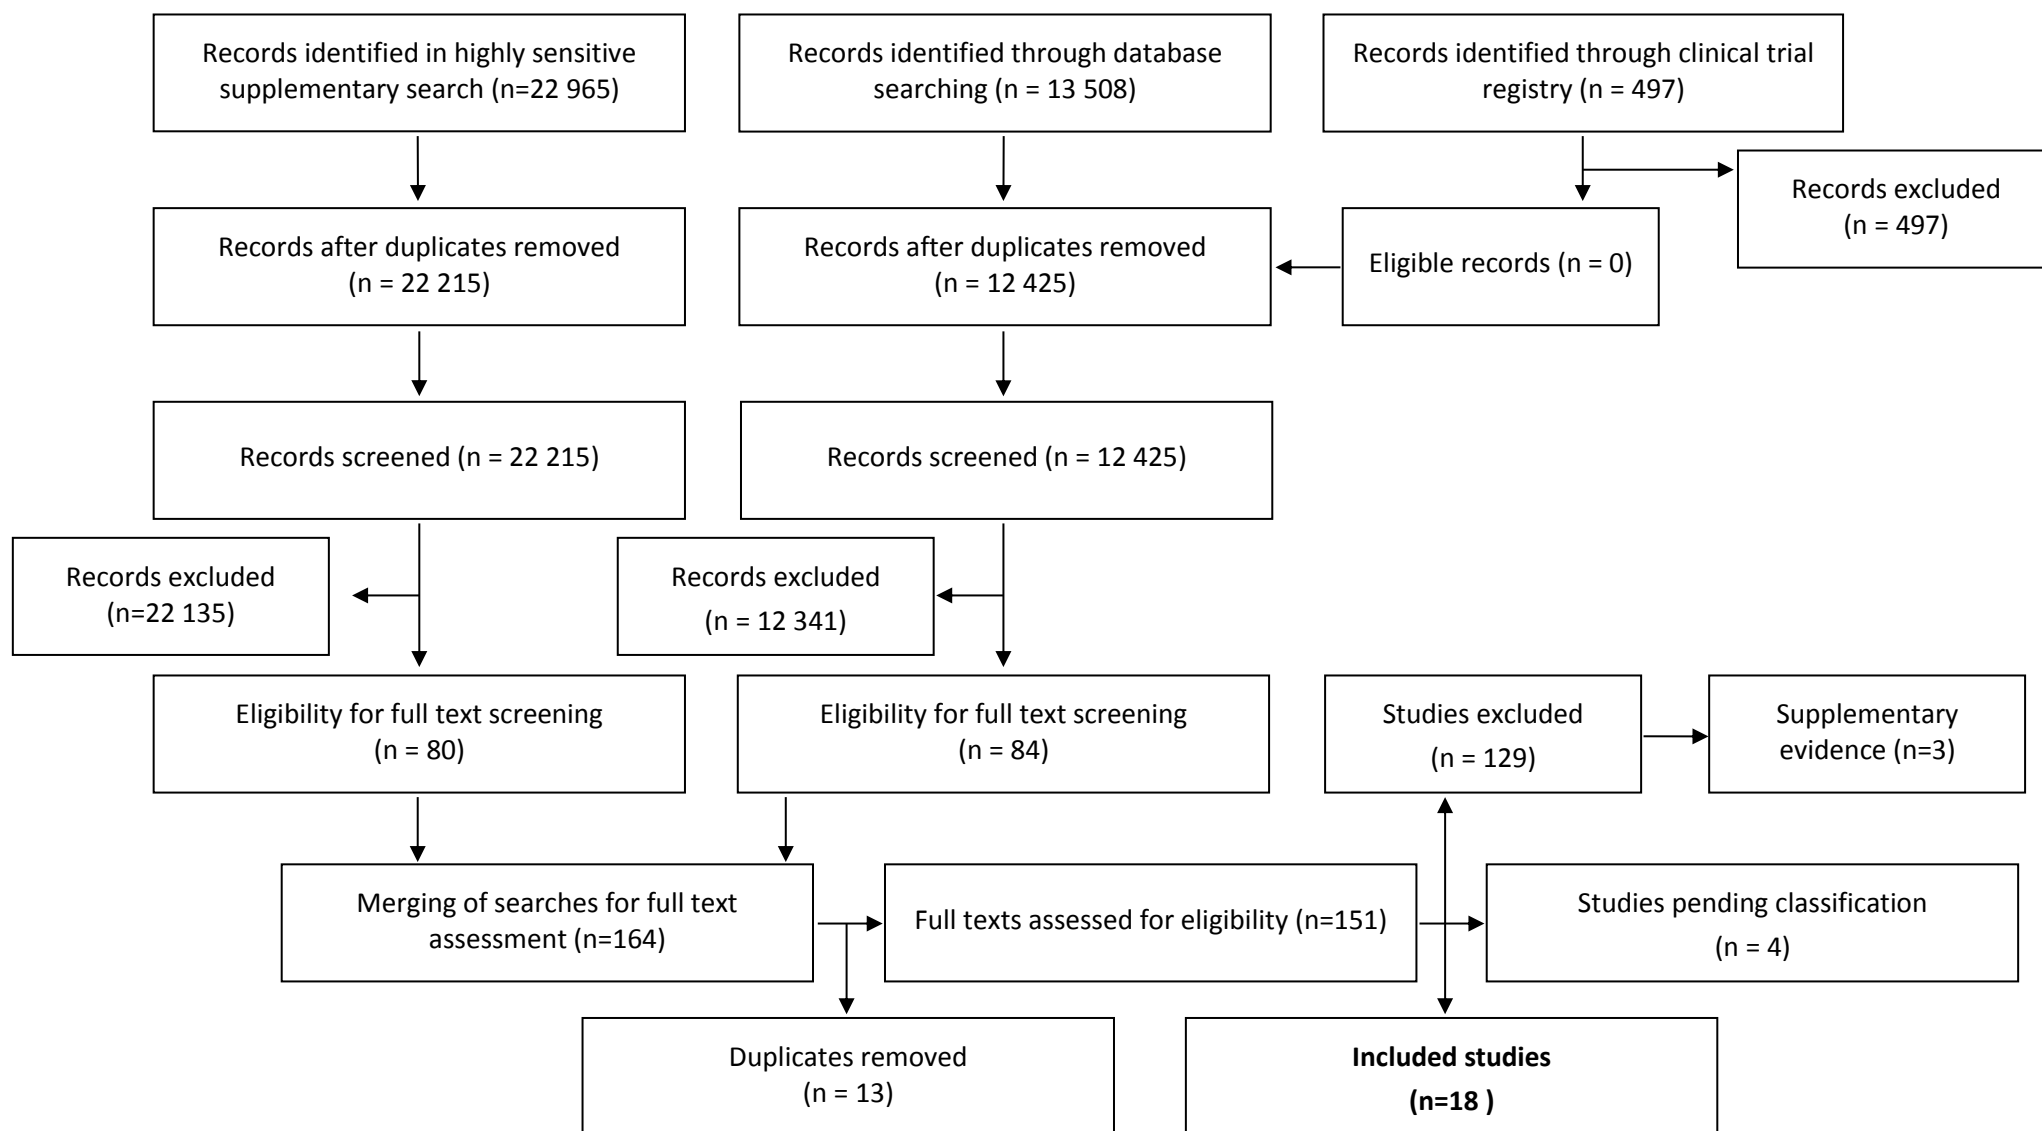 Records identified in highly sensitive
supplementary search (n=22 965)
Records identified through database
searching (n = 13 508)
Records identified through clinical trial
registry (n = 497)
Records excluded
(n = 497)
Records after duplicates removed
(n = 22 215)
Records after duplicates removed
(n = 12 425)
Eligible records (n = 0)
Records screened (n = 22 215)
Records screened (n = 12 425)
Records excluded
(n=22 135)
Records excluded
(n = 12 341)
Eligibility for full text screening
(n = 80)
Eligibility for full text screening
(n = 84)
Studies excluded
(n = 129)
Supplementary
evidence (n=3)
Merging of searches for full text
assessment (n=164)
Full texts assessed for eligibility (n=151)
Studies pending classification
(n = 4)
Duplicates removed
(n = 13)
Included studies
(n=18 )